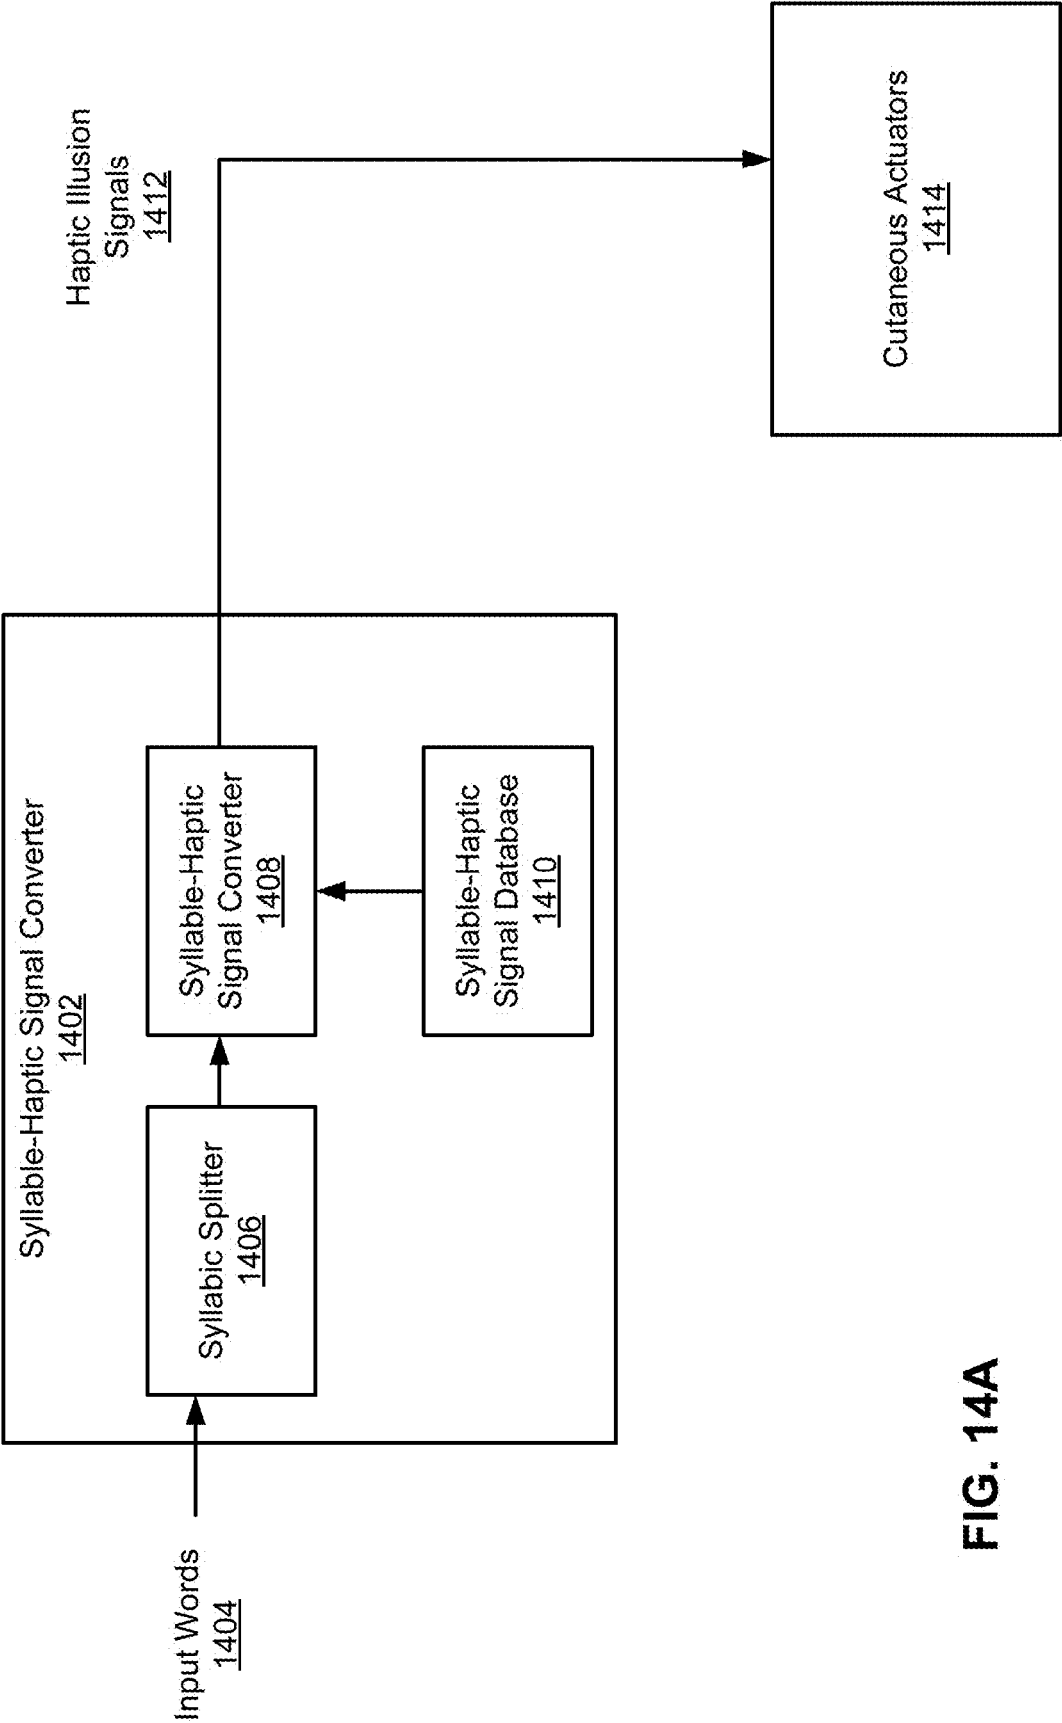 Syllable-Haptic Signal Converter
1402
Input Words
1404
Syllabic Splitter
1406
Syllable-Haptic
Signal Converter
1408
Syllable-Haptic
Signal Database
1410
Haptic Illusion
Signals
1412
Cutaneous Actuators
1414
FIG. 14A